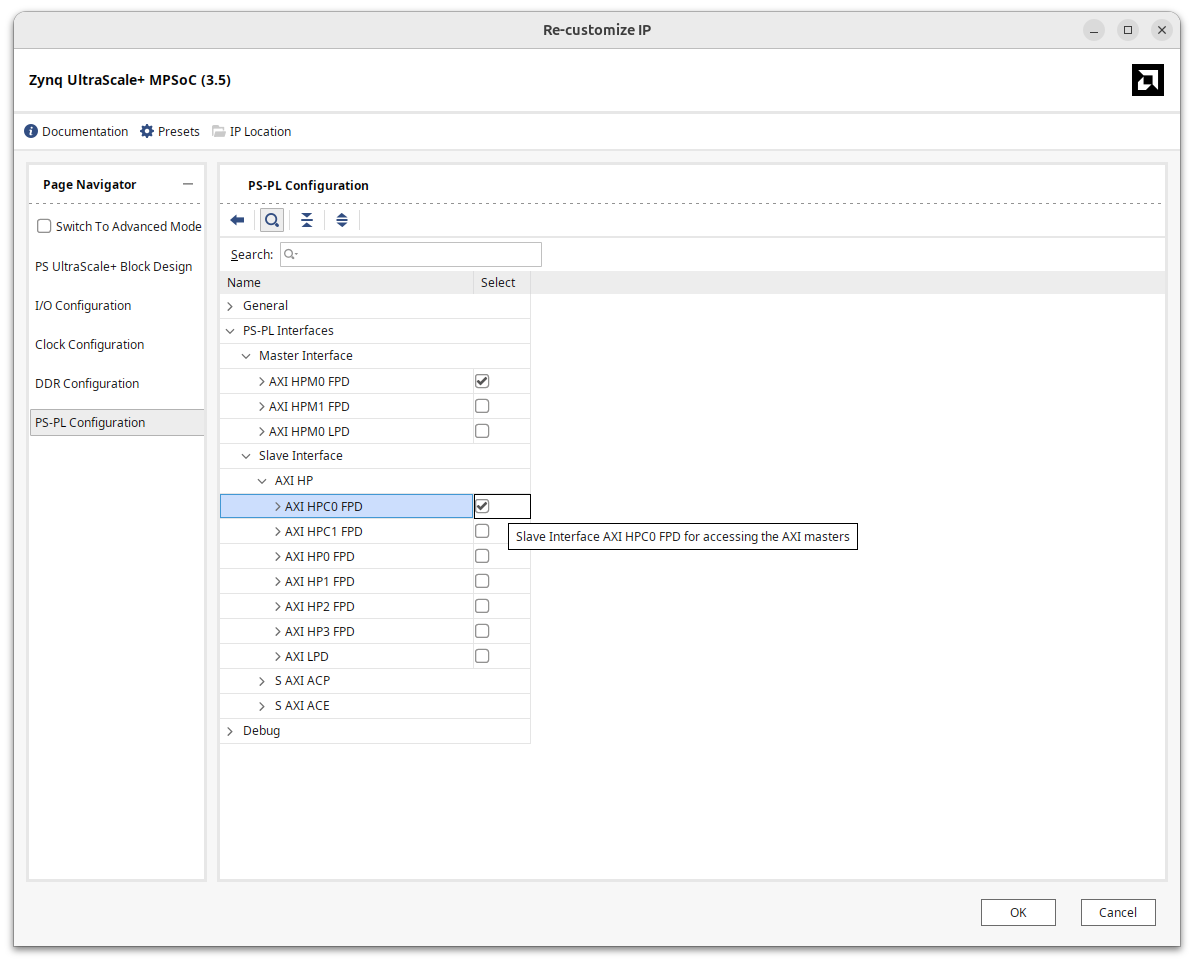 Re-customize IP
Zynq UltraScale+ MPSoC (3.5)
Documentation Presets IP Location
Page Navigator
Switch To Advanced Mode
PS UltraScale+ Block Design
I/O Configuration
Clock Configuration
DDR Configuration
PS-PL Configuration
PS-PL Configuration
Search:
Name Select
General
PS-PL Interfaces
Master Interface
AXI HPM0 FPD
AXI HPM1 FPD
AXI HPM0 LPD
Slave Interface
AXI HP
AXI HPC0 FPD
AXI HPC1 FPD
Slave Interface AXI HPC0 FPD for accessing the AXI masters
AXI HP0 FPD
AXI HP1 FPD
AXI HP2 FPD
AXI HP3 FPD
AXI LPD
S AXI ACP
S AXI ACE
Debug
OK Cancel